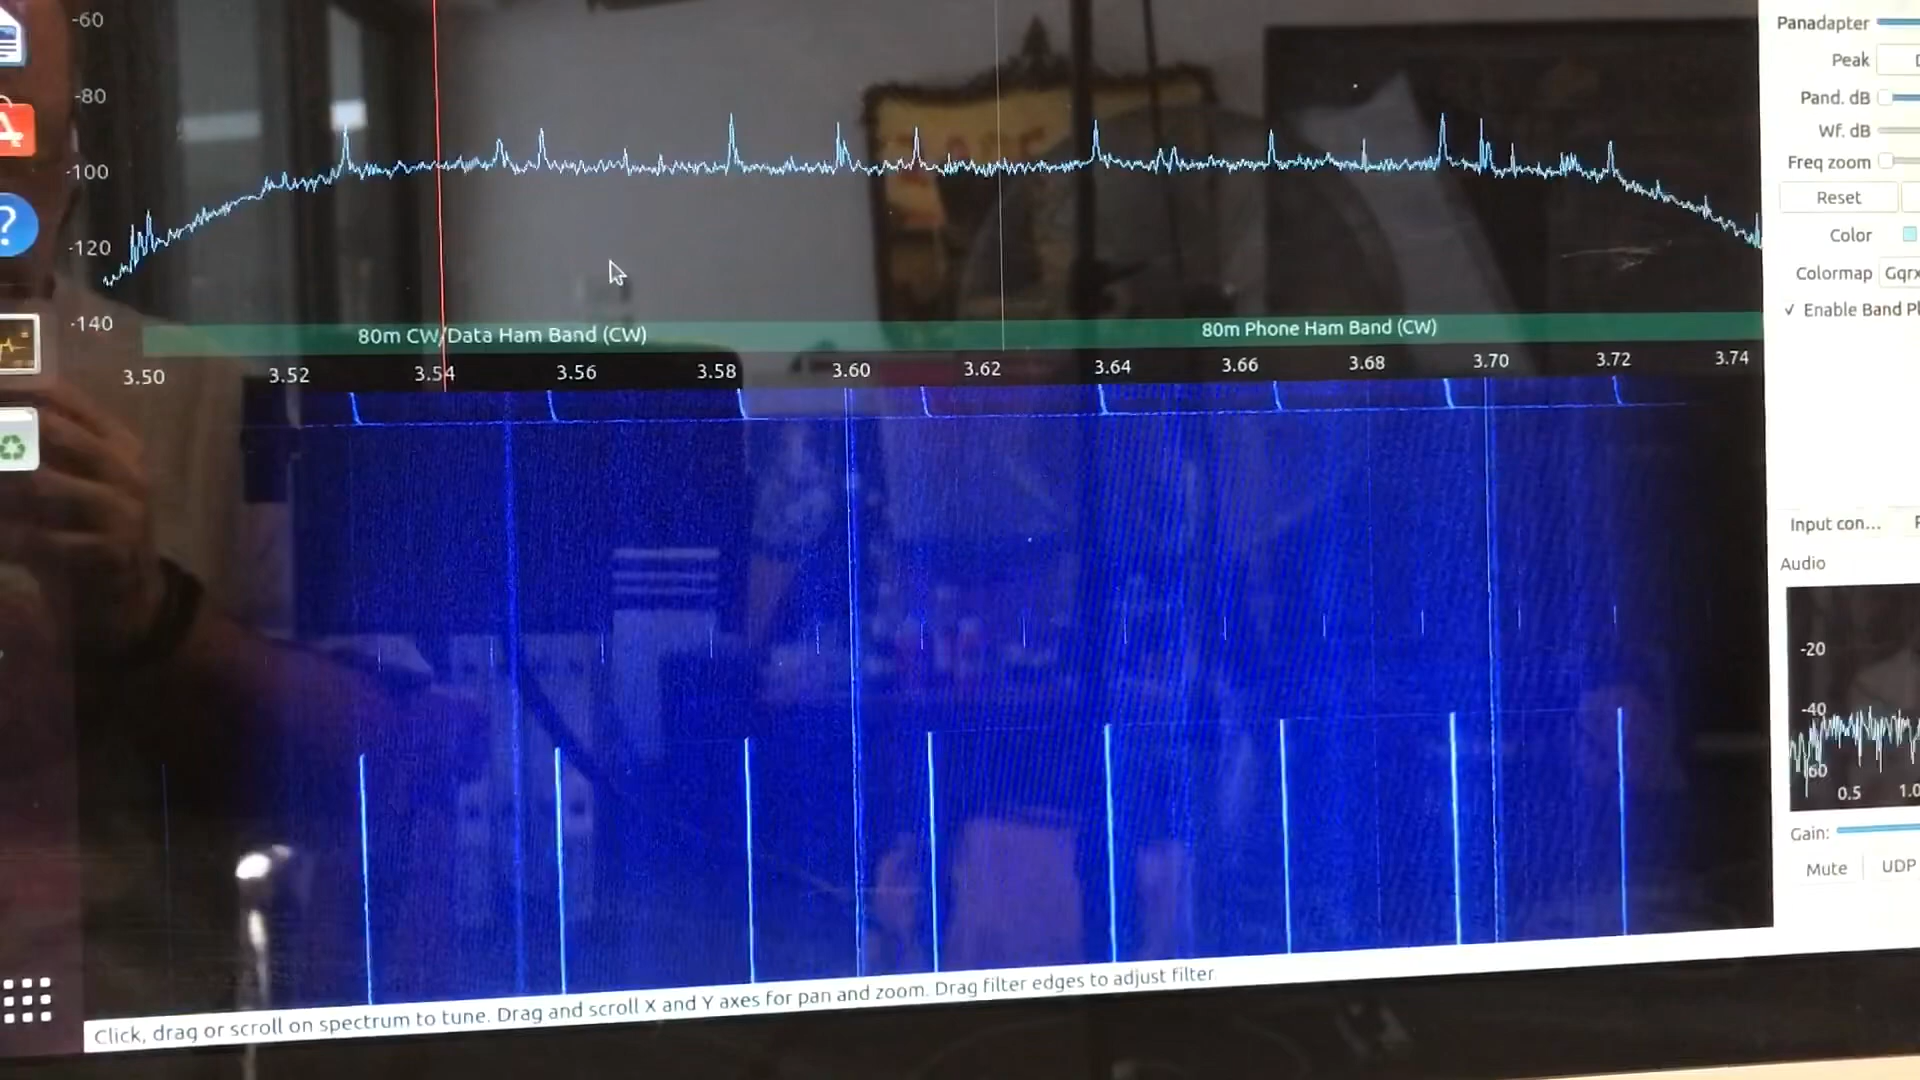 -60
-80
-100
-120
-140
80m CW/Data Ham Band (CW)
80m Phone Ham Band (CW)
3.50 3.52 3.54 3.56 3.58 3.60 3.62 3.64 3.66 3.68 3.70 3.72 3.74
Click, drag or scroll on spectrum to tune. Drag and scroll X and Y axes for pan and zoom. Drag filter edges to adjust filter
Panadapter
Peak
Pand. dB
Wf. dB
Freq zoom
Reset
Color
Colormap Gqrx
✓ Enable Band Pl
Input con...
Audio
-20
-40
-60
0.5 1.0
Gain:
Mute UDP
?